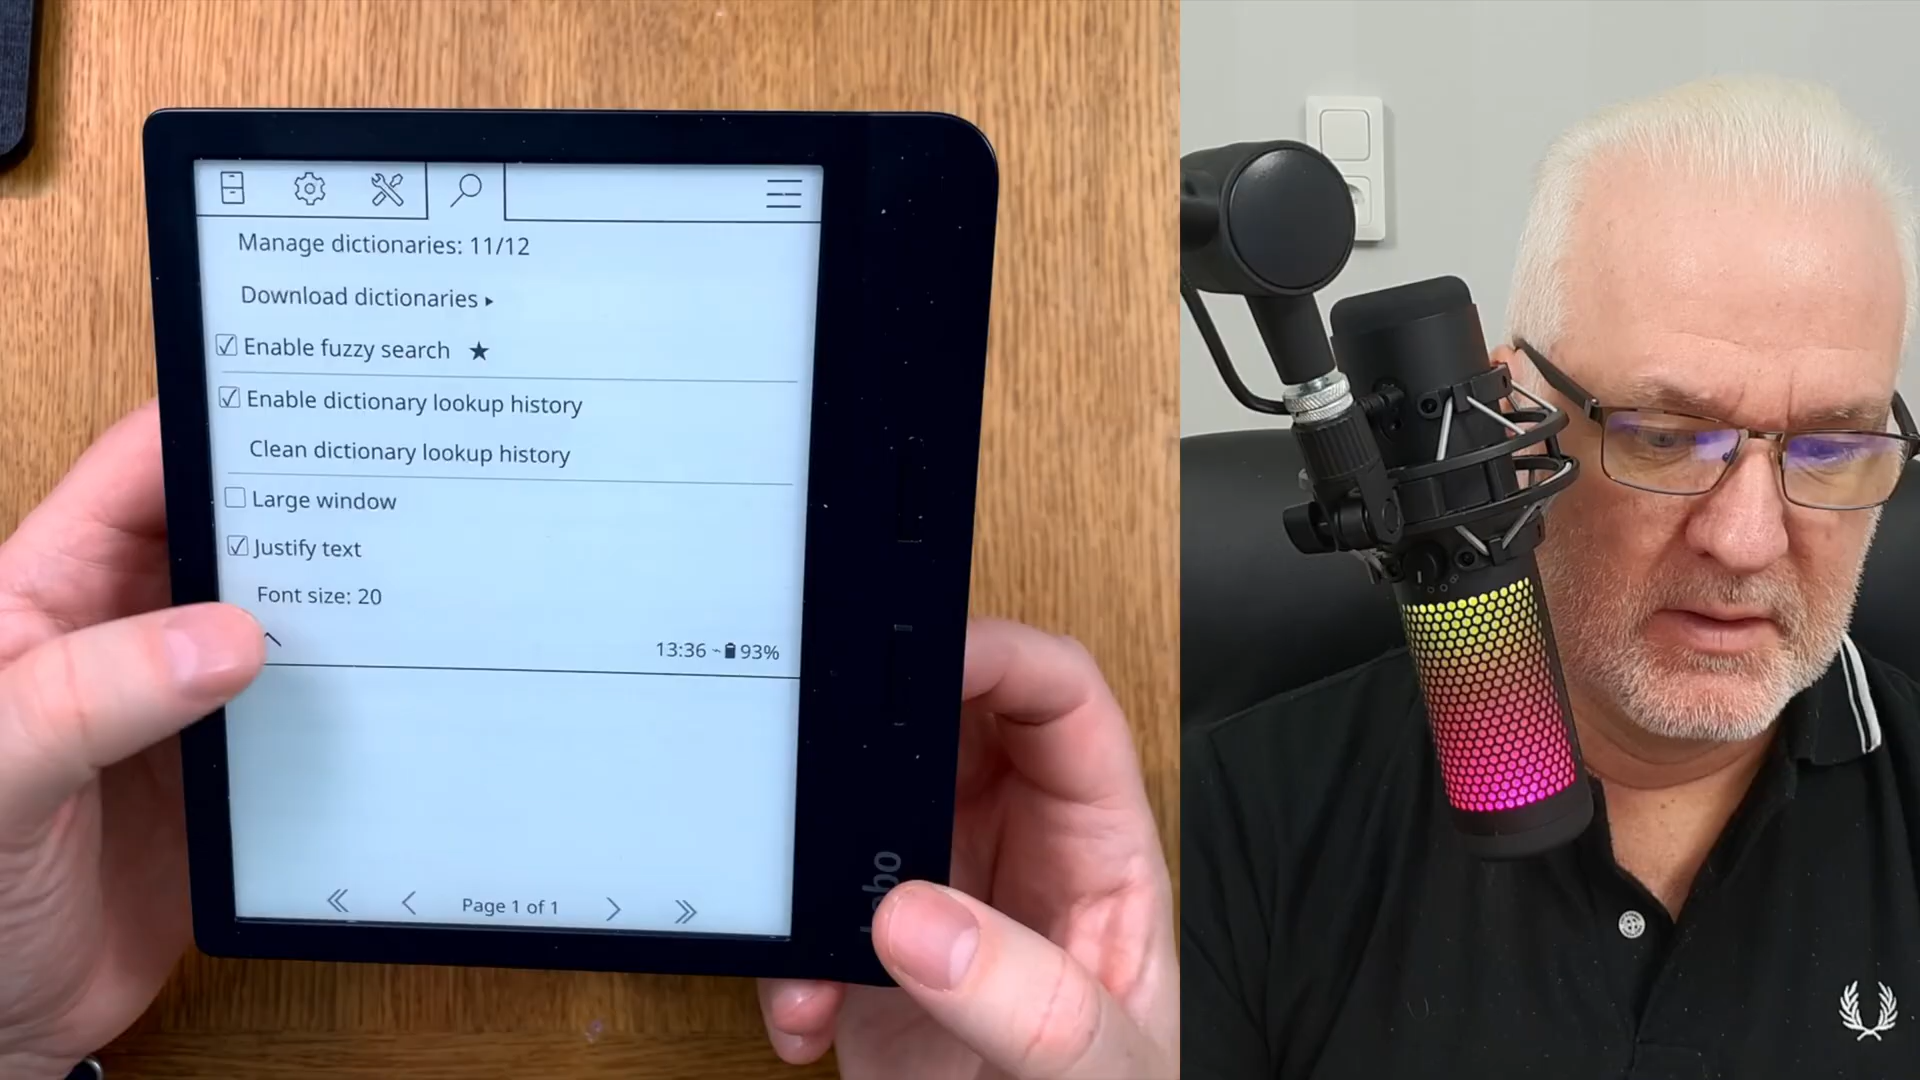 Manage dictionaries: 11/12
Download dictionaries ▸
Enable fuzzy search ★
Enable dictionary lookup history
Clean dictionary lookup history
Large window
Justify text
Font size: 20
13:36 ~ 93%
Page 1 of 1